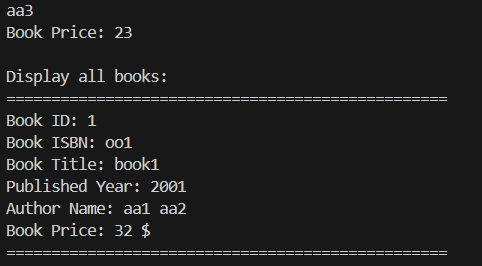 aa3
Book Price: 23
Display all books:
=================================================
Book ID: 1
Book ISBN: oo1
Book Title: book1
Published Year: 2001
Author Name: aa1 aa2
Book Price: 32 $
=================================================